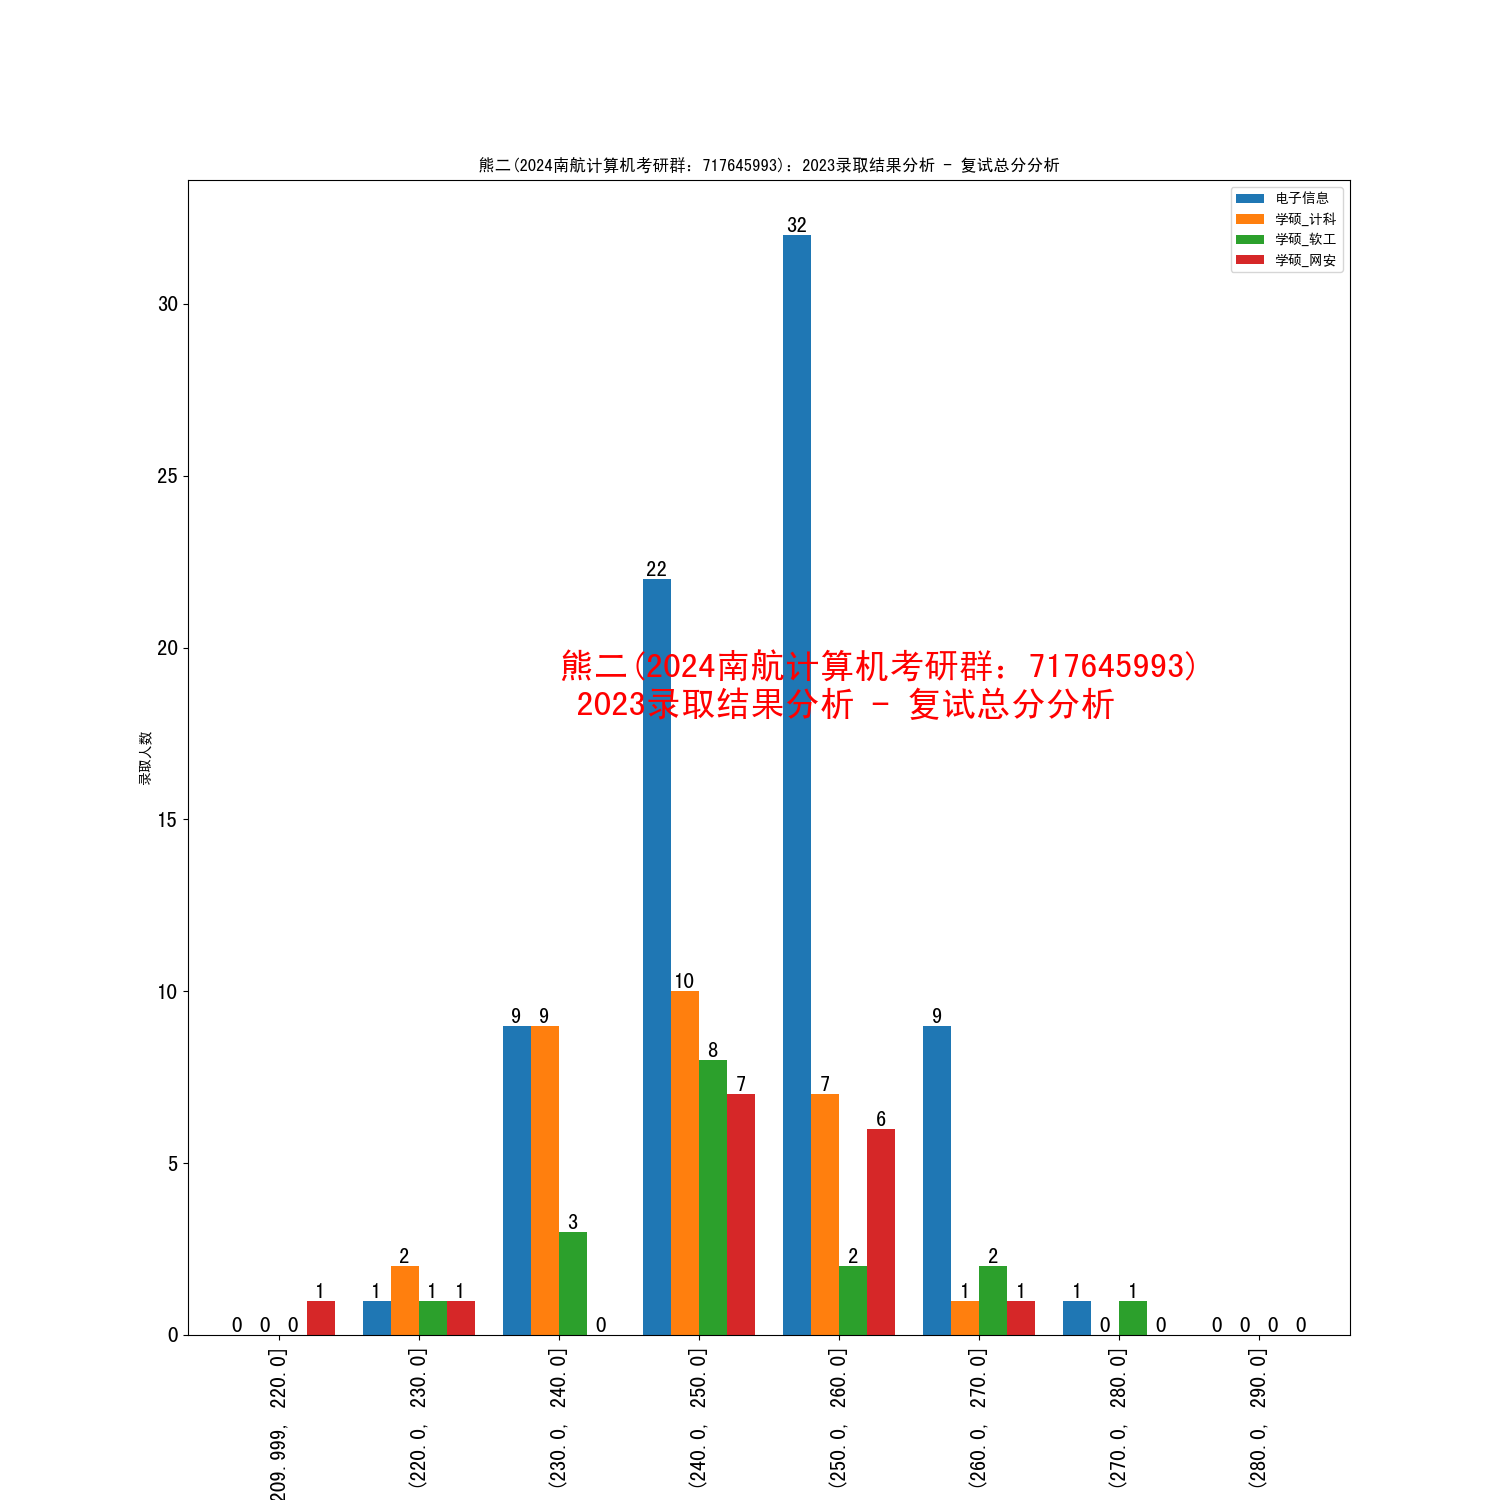 熊二(2024南航计算机考研群：717645993)：2023录取结果分析 - 复试总分分析
电子信息
学硕_计科
学硕_软工
学硕_网安
32
30
25
22
20
熊二(2024南航计算机考研群：717645993)
2023录取结果分析 - 复试总分分析
录取人数
15
10
10
9 9 9
8
7 7
6
5
3
2 2 2
1 1 1 1 1 1 1 1
0 0 0 0 0 0 0 0 0 0 0
209.999, 220.0]
(220.0, 230.0]
(230.0, 240.0]
(240.0, 250.0]
(250.0, 260.0]
(260.0, 270.0]
(270.0, 280.0]
(280.0, 290.0]